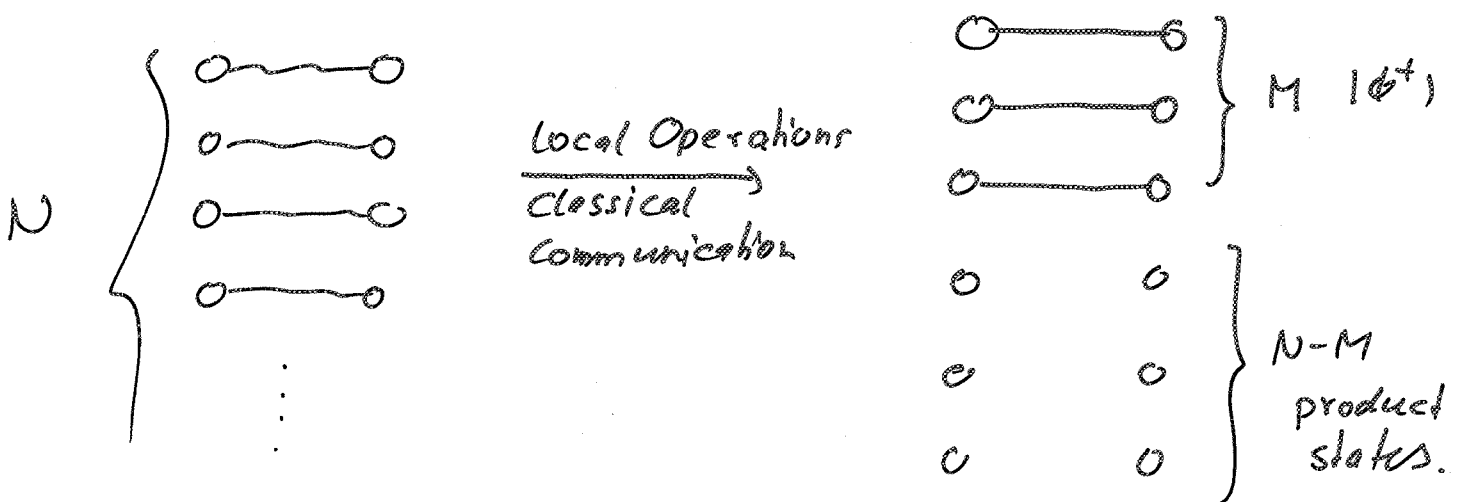 N
Local Operations
Classical
Communication
M |ϕ⁺⟩
N-M
product
states.